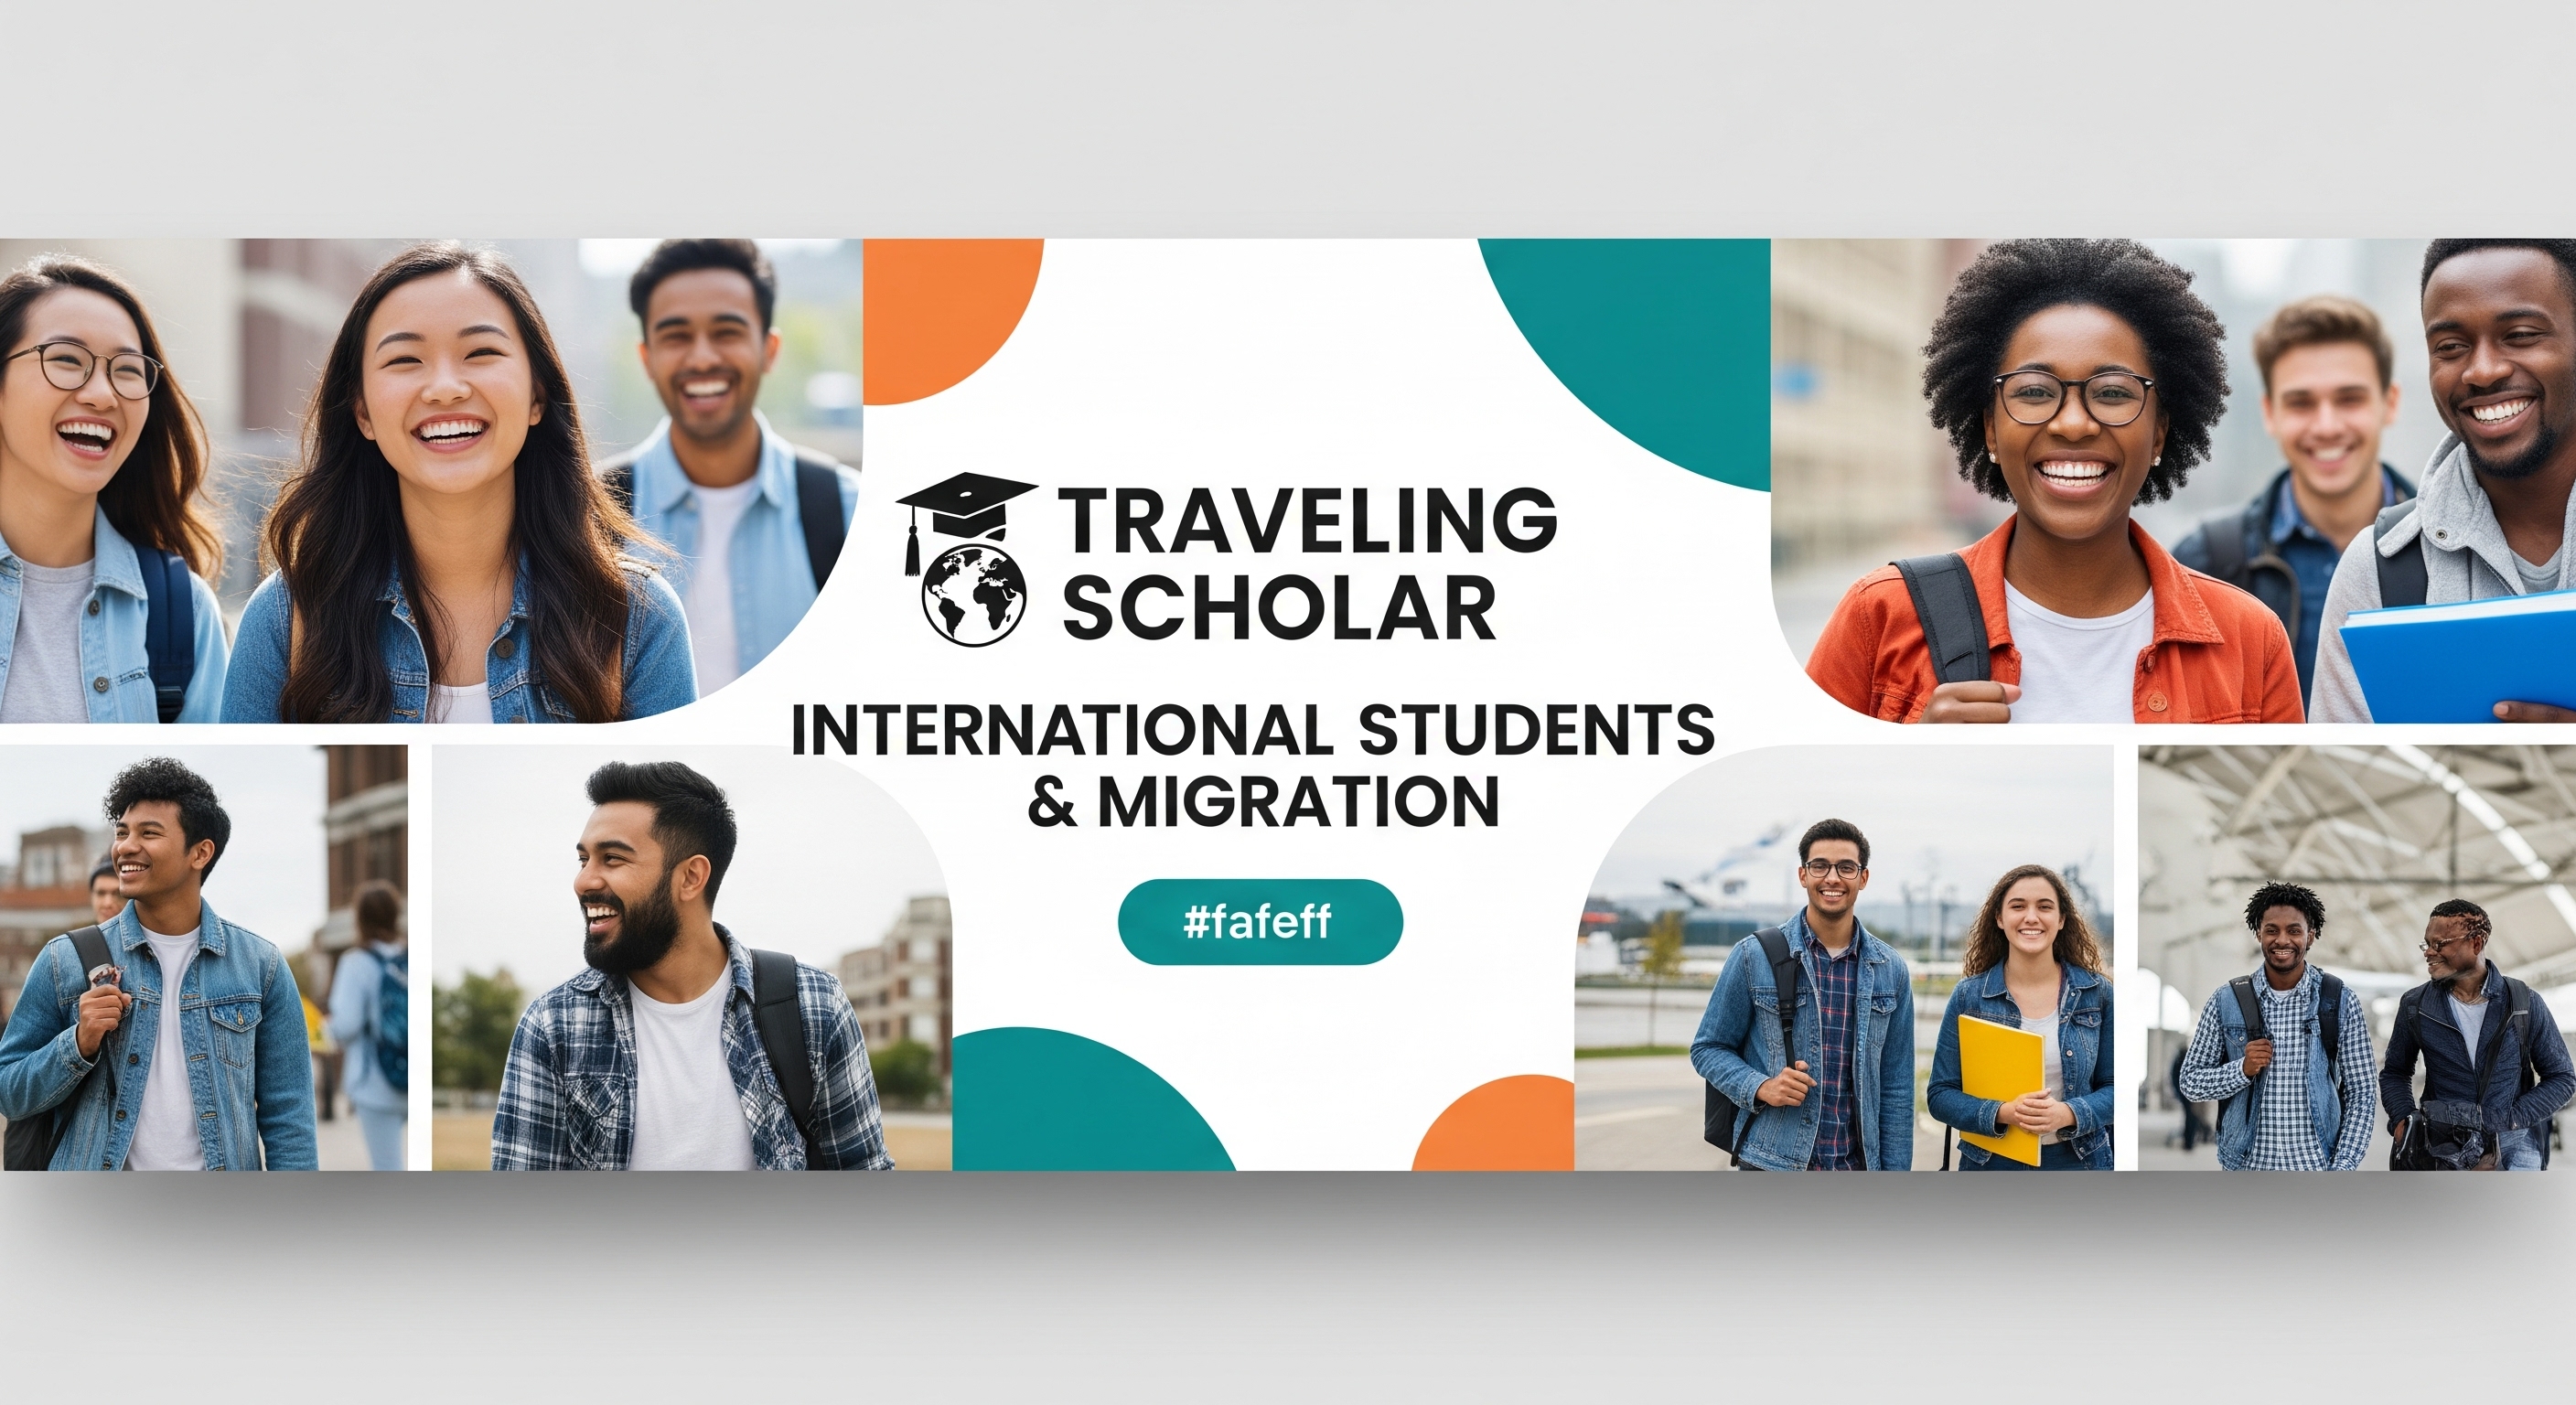 TRAVELING
SCHOLAR
INTERNATIONAL STUDENTS
& MIGRATION
#fafeff